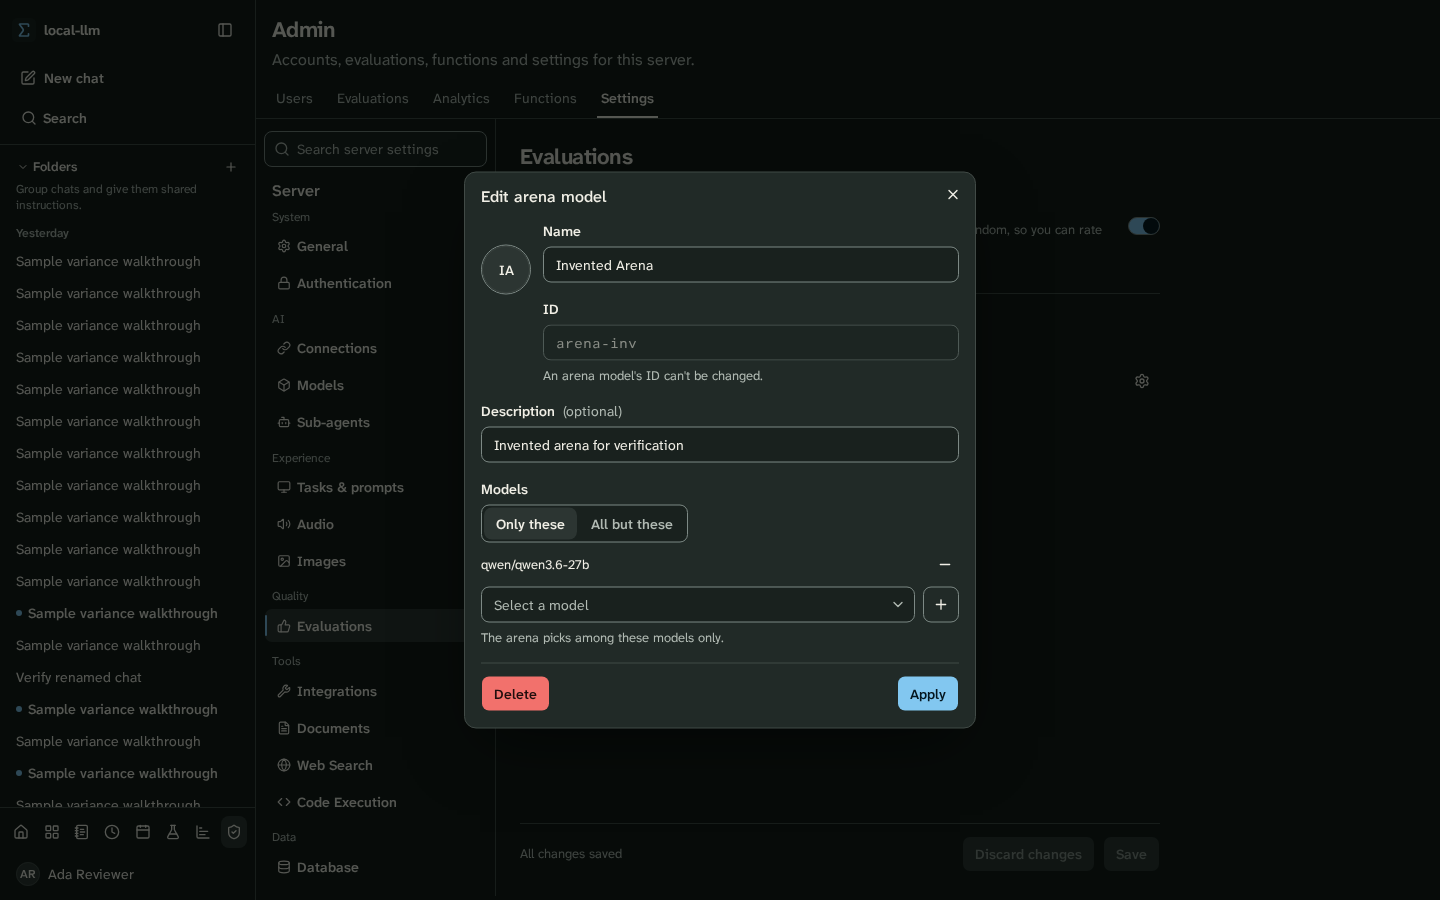 local-llm
New chat
Search
Folders
Group chats and give them shared
instructions.
Yesterday
Sample variance walkthrough
Sample variance walkthrough
Sample variance walkthrough
Sample variance walkthrough
Sample variance walkthrough
Sample variance walkthrough
Sample variance walkthrough
Sample variance walkthrough
Sample variance walkthrough
Sample variance walkthrough
Sample variance walkthrough
Sample variance walkthrough
Sample variance walkthrough
Verify renamed chat
Sample variance walkthrough
Sample variance walkthrough
Sample variance walkthrough
Sample variance walkthrough
AR
Ada Reviewer
Admin
Accounts, evaluations, functions and settings for this server.
Users Evaluations Analytics Functions Settings
Search server settings
Server
System
General
Authentication
AI
Connections
Models
Sub-agents
Experience
Tasks & prompts
Audio
Images
Quality
Evaluations
Tools
Integrations
Documents
Web Search
Code Execution
Data
Database
Evaluations
ndom, so you can rate
Edit arena model
Name
IA
Invented Arena
ID
arena-inv
An arena model's ID can't be changed.
Description (optional)
Invented arena for verification
Models
Only these All but these
qwen/qwen3.6-27b
Select a model
The arena picks among these models only.
Delete Apply
All changes saved
Discard changes Save